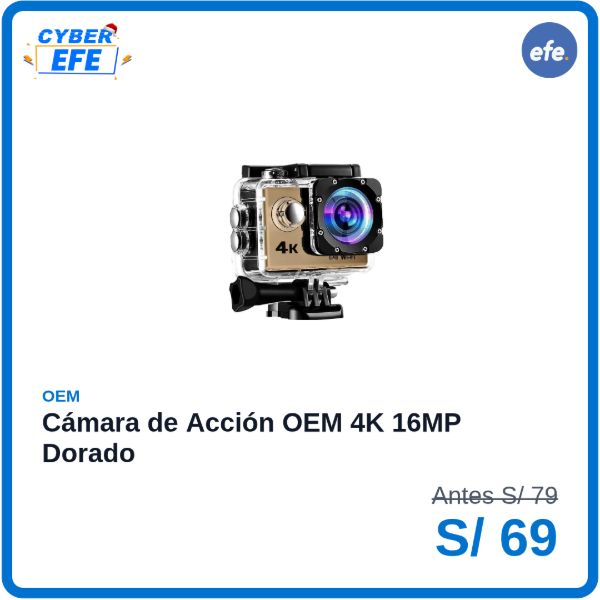 CYBER
EFE
efe.
4K
OEM
Cámara de Acción OEM 4K 16MP
Dorado
Antes S/ 79
S/ 69